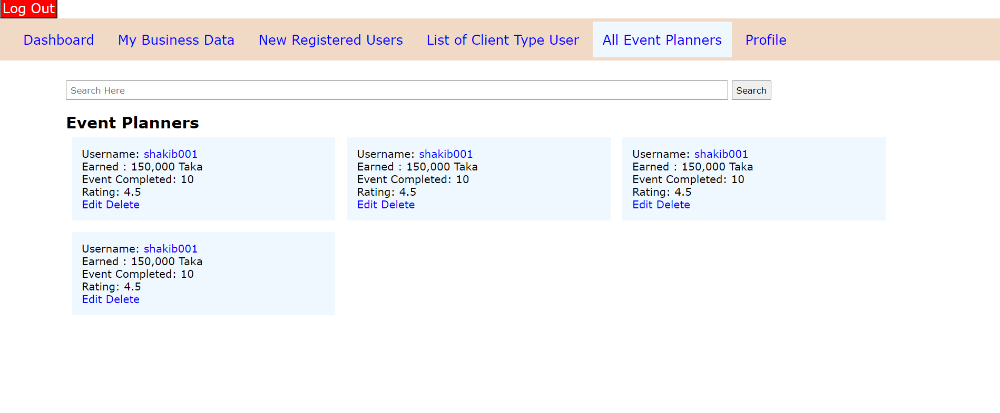 Log Out
Dashboard My Business Data New Registered Users List of Client Type User All Event Planners Profile
Search Here Search
Event Planners
Username: shakib001
Earned : 150,000 Taka
Event Completed: 10
Rating: 4.5
Edit Delete
Username: shakib001
Earned : 150,000 Taka
Event Completed: 10
Rating: 4.5
Edit Delete
Username: shakib001
Earned : 150,000 Taka
Event Completed: 10
Rating: 4.5
Edit Delete
Username: shakib001
Earned : 150,000 Taka
Event Completed: 10
Rating: 4.5
Edit Delete